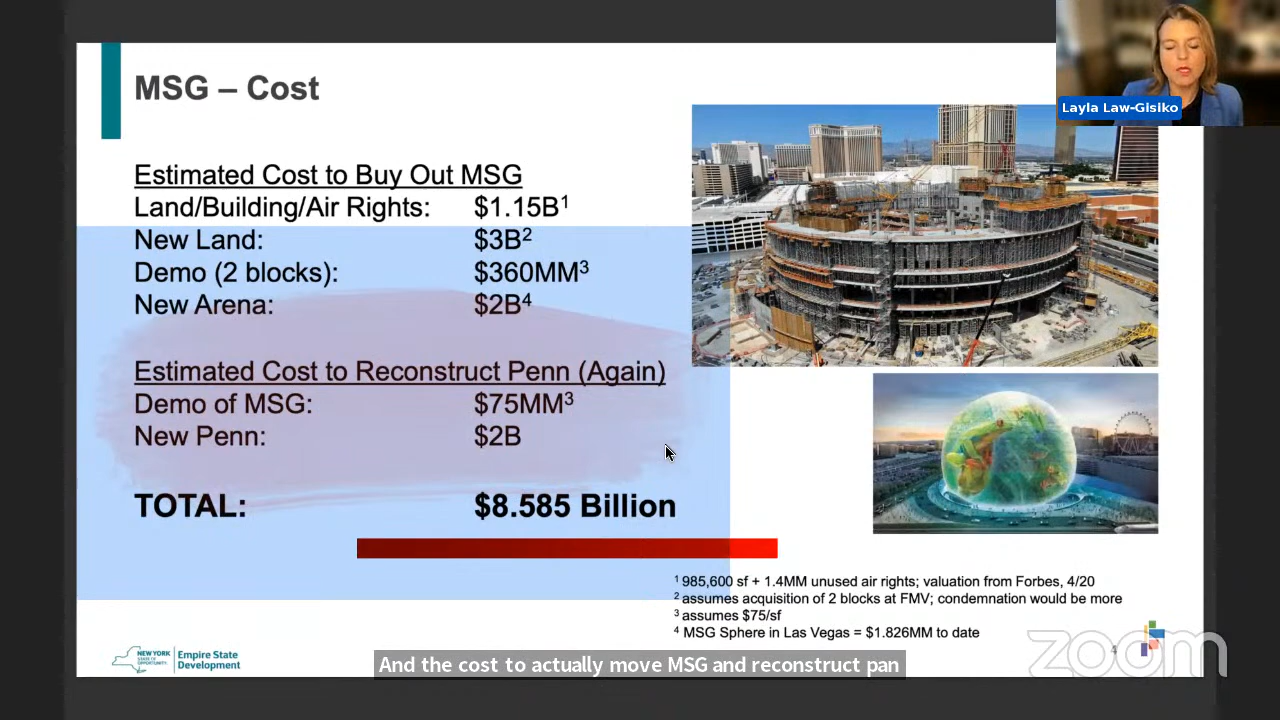 MSG – Cost
Layla Law-Gisiko
Estimated Cost to Buy Out MSG
Land/Building/Air Rights: $1.15B¹
New Land: $3B²
Demo (2 blocks): $360MM³
New Arena: $2B⁴
Estimated Cost to Reconstruct Penn (Again)
Demo of MSG: $75MM³
New Penn: $2B
TOTAL: $8.585 Billion
¹ 985,600 sf + 1.4MM unused air rights; valuation from Forbes, 4/20
² assumes acquisition of 2 blocks at FMV; condemnation would be more
³ assumes $75/sf
⁴ MSG Sphere in Las Vegas = $1.826MM to date
NEW YORK
STATE OF
OPPORTUNITY.
Empire State
Development
4
zoom
And the cost to actually move MSG and reconstruct pan